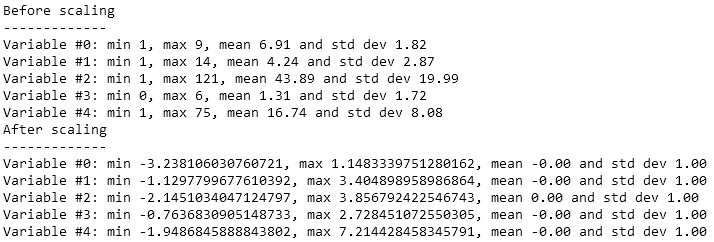 Before scaling
-------------
Variable #0: min 1, max 9, mean 6.91 and std dev 1.82
Variable #1: min 1, max 14, mean 4.24 and std dev 2.87
Variable #2: min 1, max 121, mean 43.89 and std dev 19.99
Variable #3: min 0, max 6, mean 1.31 and std dev 1.72
Variable #4: min 1, max 75, mean 16.74 and std dev 8.08
After scaling
-------------
Variable #0: min -3.238106030760721, max 1.1483339751280162, mean -0.00 and std dev 1.00
Variable #1: min -1.1297799677610392, max 3.404898958986864, mean -0.00 and std dev 1.00
Variable #2: min -2.1451034047124797, max 3.856792422546743, mean 0.00 and std dev 1.00
Variable #3: min -0.7636830905148733, max 2.728451072550305, mean -0.00 and std dev 1.00
Variable #4: min -1.9486845888843802, max 7.214428458345791, mean -0.00 and std dev 1.00